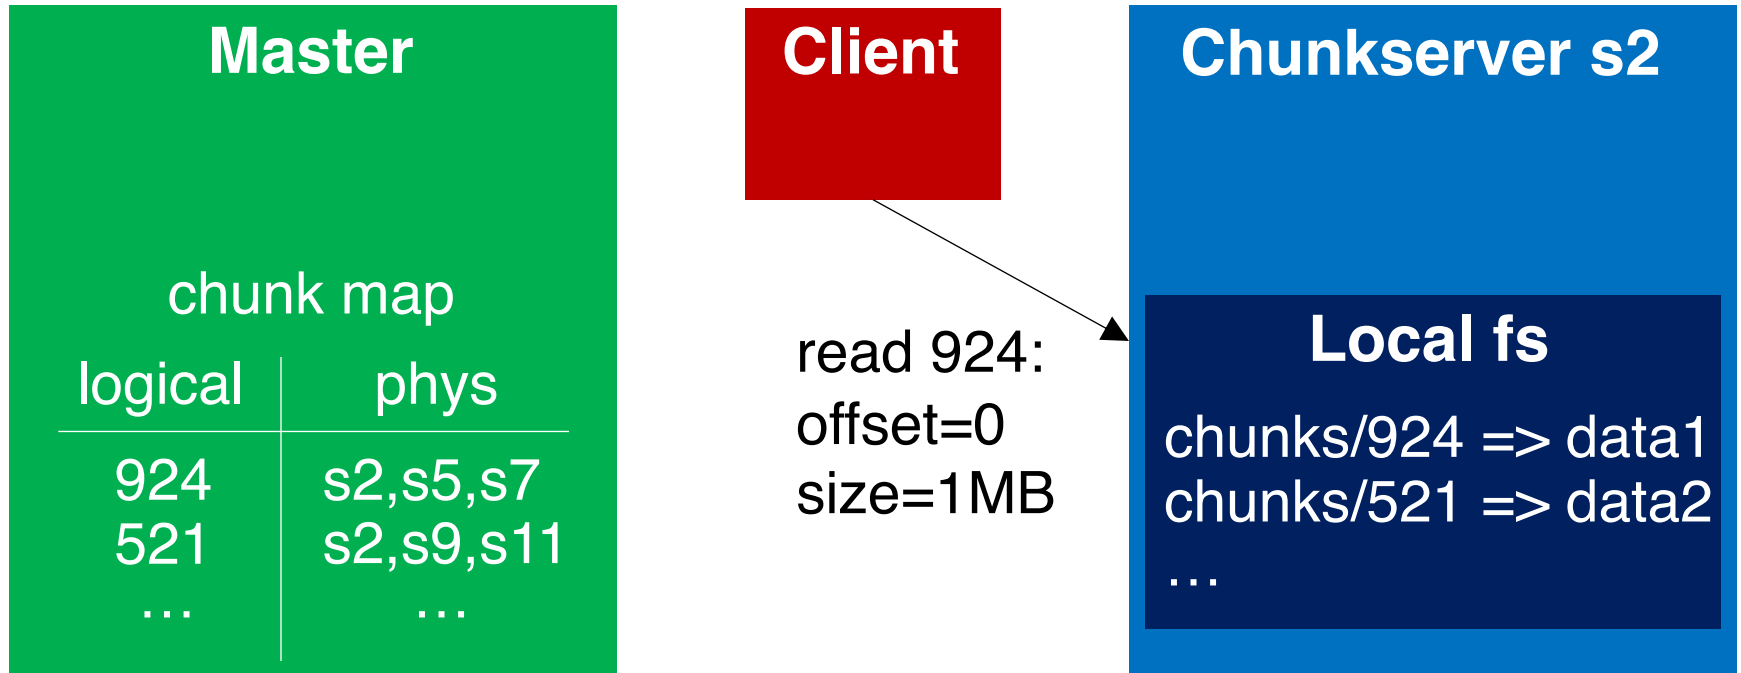 Master
chunk map
logical phys
924 s2,s5,s7
521 s2,s9,s11
… …
Client
read 924:
offset=0
size=1MB
Chunkserver s2
Local fs
chunks/924 => data1
chunks/521 => data2
…